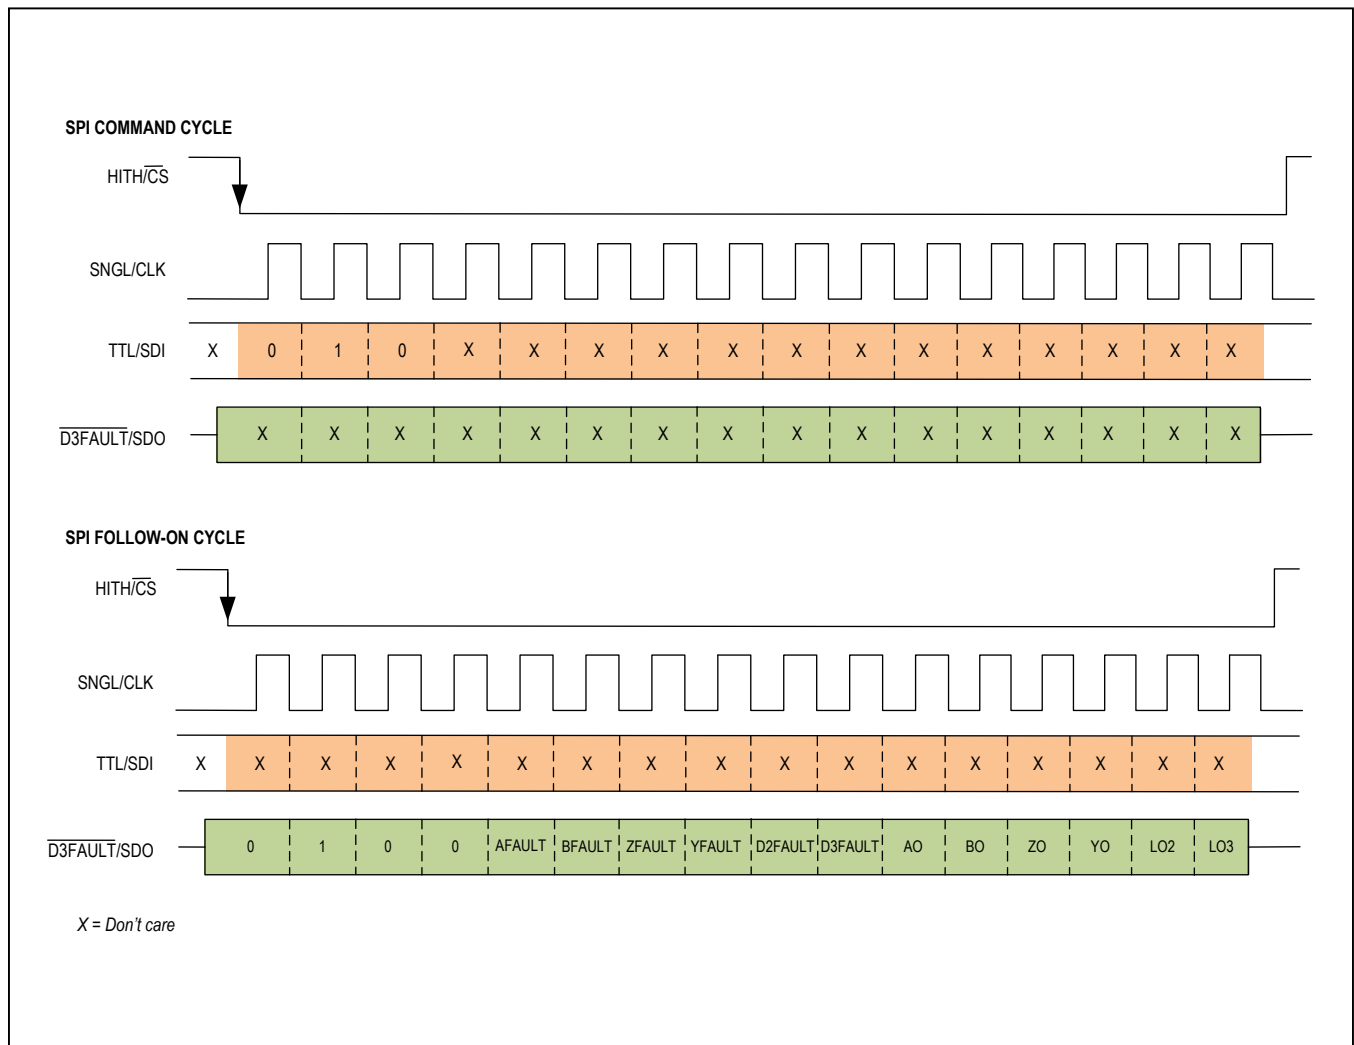 SPI COMMAND CYCLE
HITH/CS
SNGL/CLK
TTL/SDI X 0 1 0 X X X X X X X X X X X X X
D3FAULT/SDO X X X X X X X X X X X X X X X X
SPI FOLLOW-ON CYCLE
HITH/CS
SNGL/CLK
TTL/SDI X X X X X X X X X X X X X X X X X
D3FAULT/SDO 0 1 0 0 AFAULT BFAULT ZFAULT YFAULT D2FAULT D3FAULT AO BO ZO YO LO2 LO3
X = Don't care